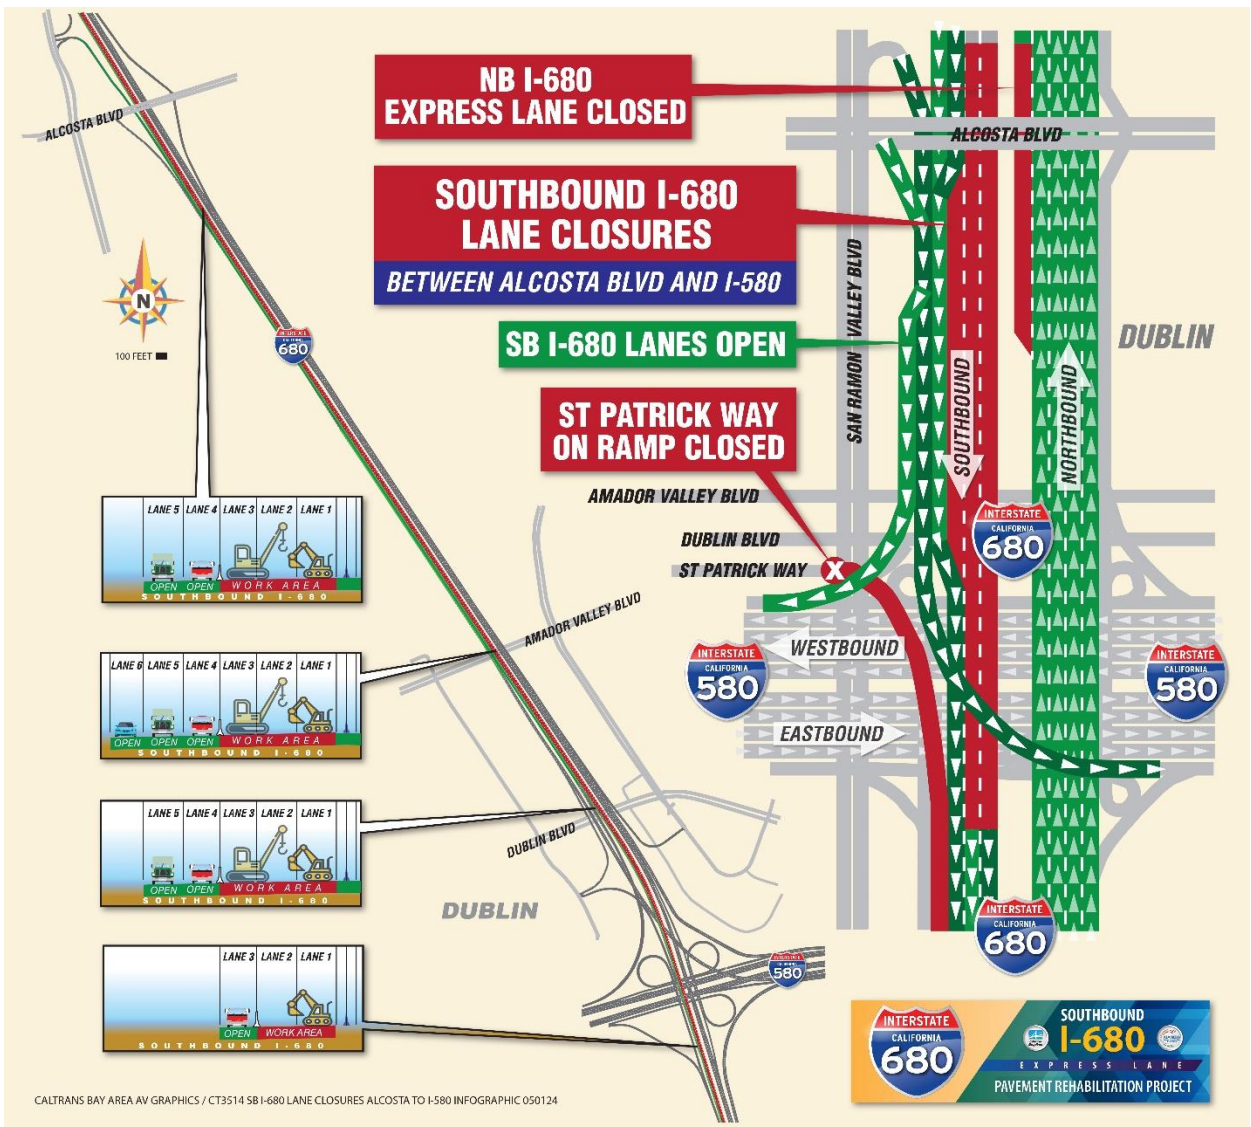 NB I-680
EXPRESS LANE CLOSED
SOUTHBOUND I-680
LANE CLOSURES
BETWEEN ALCOSTA BLVD AND I-580
SB I-680 LANES OPEN
ST PATRICK WAY
ON RAMP CLOSED
ALCOSTA BLVD
N
100 FEET
INTERSTATE
680
AMADOR VALLEY BLVD
DUBLIN BLVD
DUBLIN
580
LANE 5 LANE 4 LANE 3 LANE 2 LANE 1
OPEN OPEN WORK AREA
SOUTHBOUND I-680
LANE 6 LANE 5 LANE 4 LANE 3 LANE 2 LANE 1
OPEN OPEN OPEN WORK AREA
SOUTHBOUND I-680
LANE 5 LANE 4 LANE 3 LANE 2 LANE 1
OPEN OPEN WORK AREA
SOUTHBOUND I-680
LANE 3 LANE 2 LANE 1
OPEN WORK AREA
SOUTHBOUND I-680
ALCOSTA BLVD
SAN RAMON VALLEY BLVD
DUBLIN
SOUTHBOUND
NORTHBOUND
AMADOR VALLEY BLVD
DUBLIN BLVD
ST PATRICK WAY
X
INTERSTATE
CALIFORNIA
680
WESTBOUND
EASTBOUND
INTERSTATE
CALIFORNIA
580
INTERSTATE
CALIFORNIA
580
INTERSTATE
CALIFORNIA
680
INTERSTATE
CALIFORNIA
680
SOUTHBOUND
I-680
EXPRESS LANE
PAVEMENT REHABILITATION PROJECT
CALTRANS BAY AREA AV GRAPHICS / CT3514 SB I-680 LANE CLOSURES ALCOSTA TO I-580 INFOGRAPHIC 050124